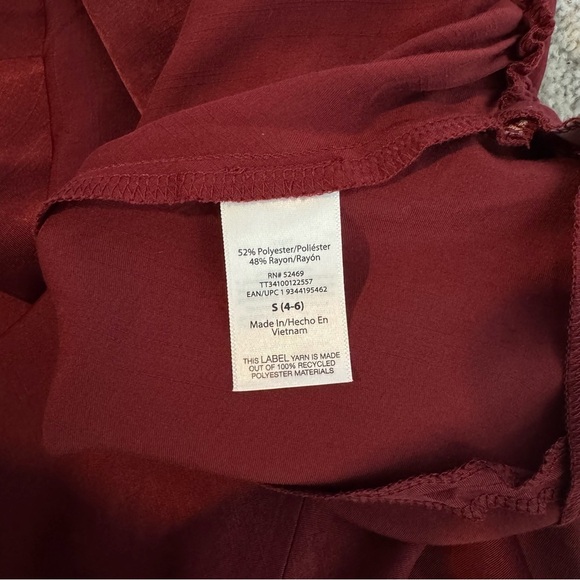 52% Polyester/Poliéster
48% Rayon/Rayón
RN# 52469
TT34100122557
EAN/UPC 1 9344195462
S (4-6)
Made In/Hecho En
Vietnam
THIS LABEL YARN IS MADE
OUT OF 100% RECYCLED
POLYESTER MATERIALS